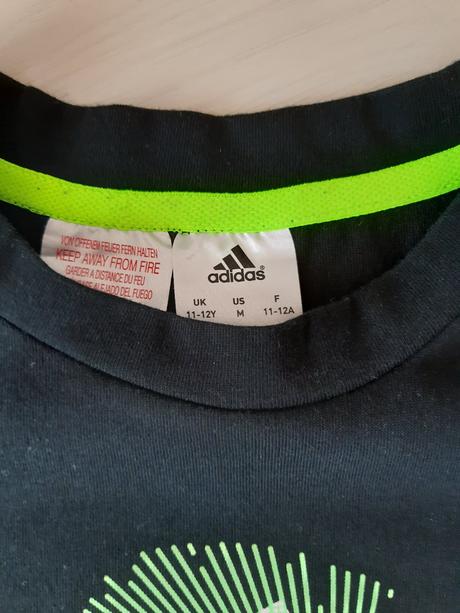 VON OFFENEM FEUER FERN HALTEN
KEEP AWAY FROM FIRE
GARDER A DISTANCE DU FEU
ALEJADO DEL FUEGO
adidas®
UK US F
11-12Y M 11-12A